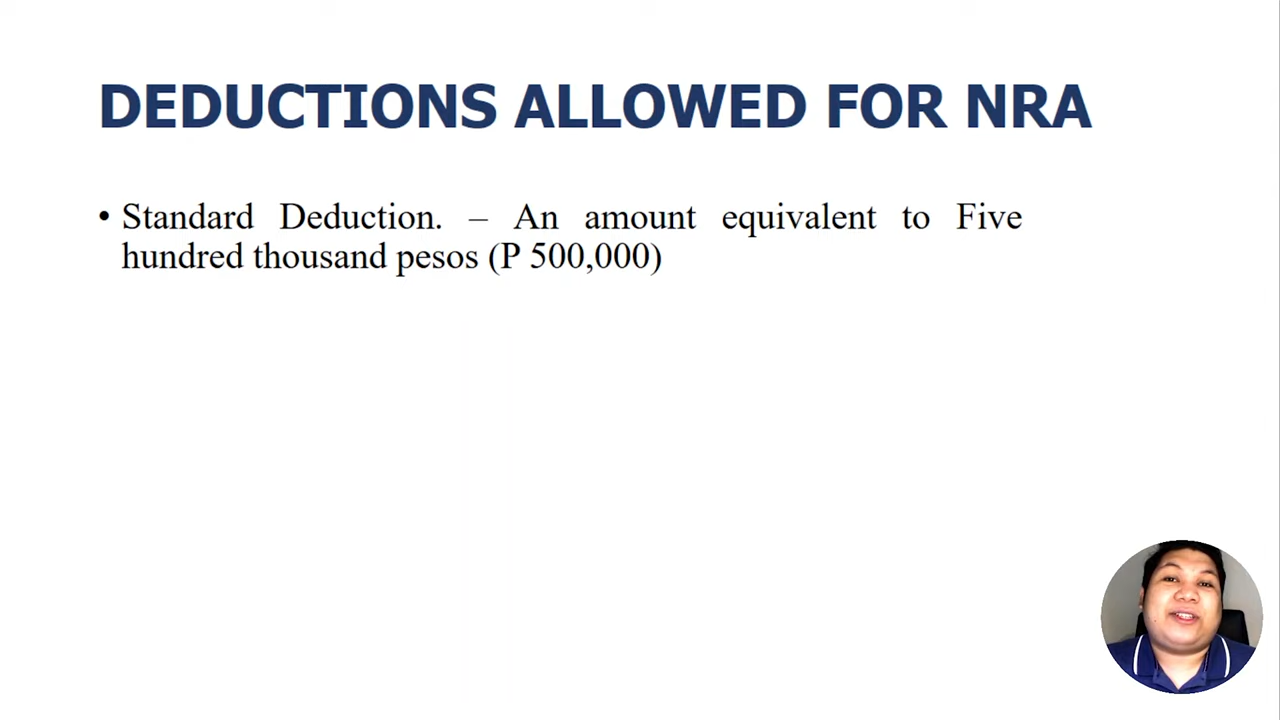 DEDUCTIONS ALLOWED FOR NRA
• Standard Deduction. – An amount equivalent to Five
hundred thousand pesos (P 500,000)